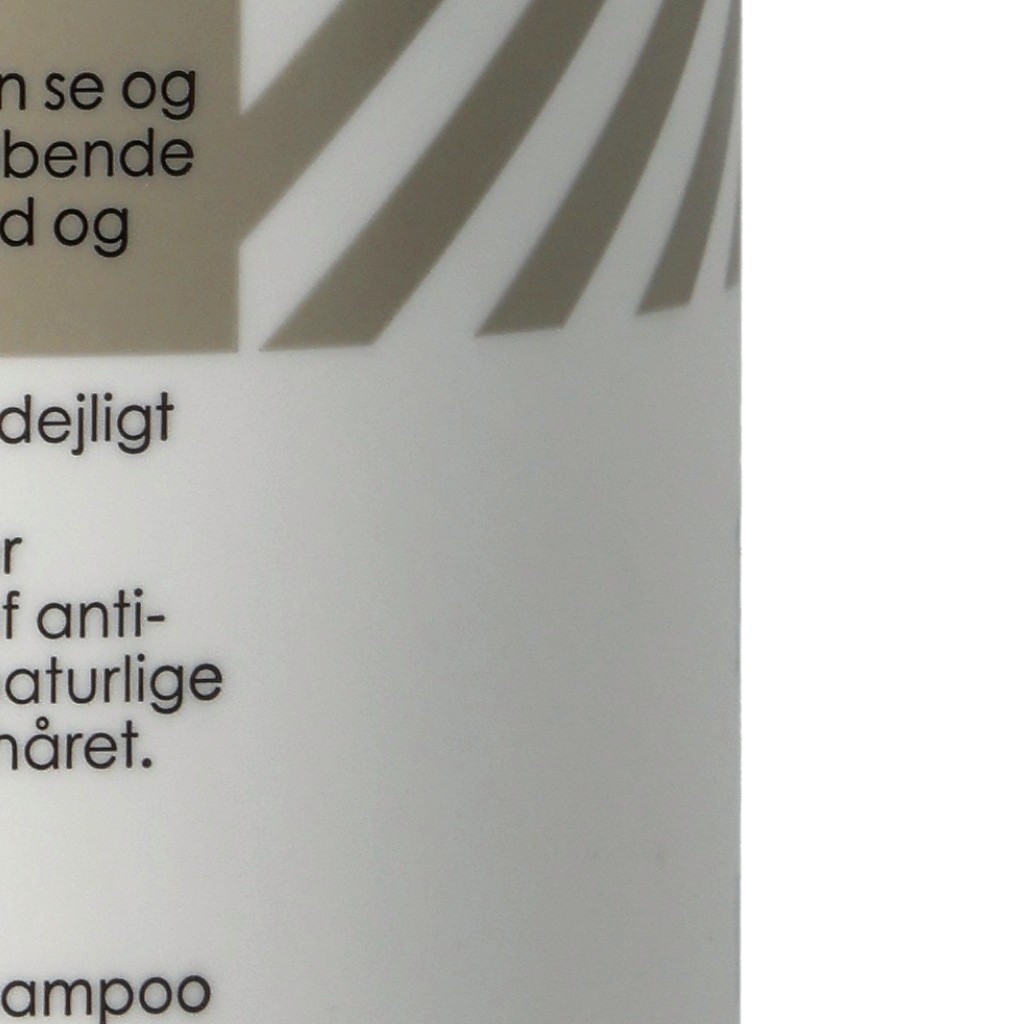 n se og
bende
d og
dejligt
r
f anti-
aturlige
håret.
ampoo